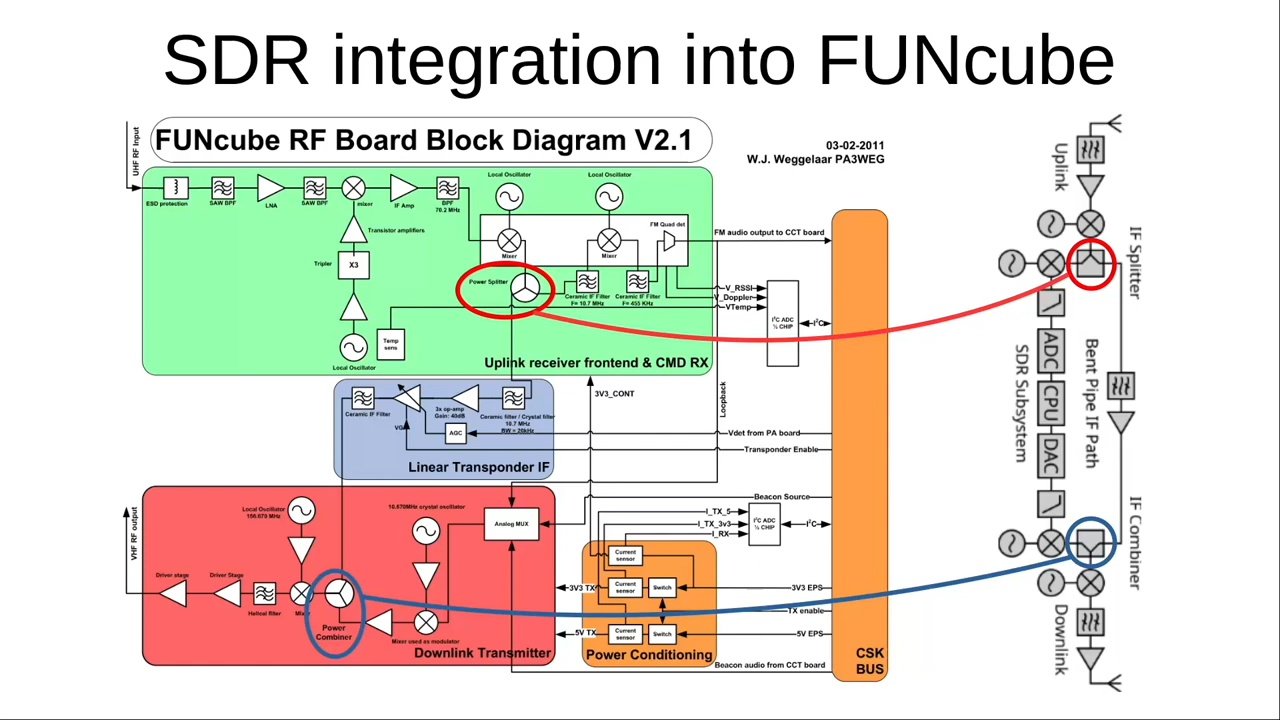 SDR integration into FUNcube
FUNcube RF Board Block Diagram V2.1
03-02-2011
W.J. Weggelaar PA3WEG
UHF RF Input
ESD protection
SAW BPF
LNA
SAW BPF
mixer
IF Amp
BPF
70.2 MHz
Local Oscillator
Local Oscillator
FM Quad det
Mixer
Mixer
Transistor amplifiers
Tripler
X3
Power Splitter
Ceramic IF Filter
F= 10.7 MHz
Ceramic IF Filter
F= 455 KHz
Temp
sens
Local Oscillator
Uplink receiver frontend & CMD RX
FM audio output to CCT board
V_RSSI
V_Doppler
VTemp
I²C ADC
½ CHIP
I²C
Loopback
3V3_CONT
Ceramic IF Filter
2x op-amp
Gain: 40dB
Ceramic filter / Crystal filter
10.7 MHz
BW = 20kHz
VG
AGC
Linear Transponder IF
Vdet from PA board
Transponder Enable
Beacon Source
VHF RF output
Local Oscillator
156.670 MHz
10.670MHz crystal oscillator
Analog MUX
Driver stage
Driver Stage
Helical filter
Mixer
Power
Combiner
Mixer used as modulator
Downlink Transmitter
I_TX_5
I_TX_3v3
I_RX
I²C ADC
½ CHIP
I²C
Current
sensor
Current
sensor
Switch
Current
sensor
Switch
3V3 TX
5V TX
3V3 EPS
TX enable
5V EPS
Power Conditioning
Beacon audio from CCT board
CSK
BUS
Uplink
IF Splitter
ADC
CPU
DAC
SDR Subsystem
Bent Pipe IF Path
IF Combiner
Downlink